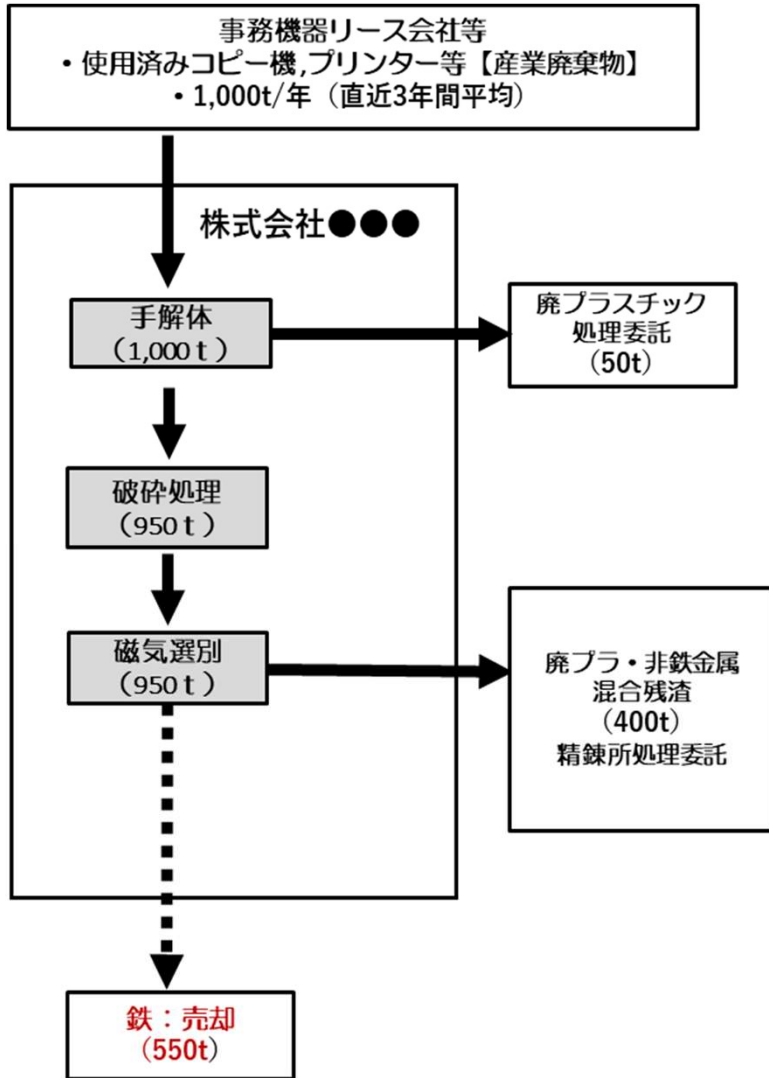 事務機器リース会社等
・使用済みコピー機,プリンター等【産業廃棄物】
・1,000t/年（直近3年間平均）
株式会社●●●
手解体
（1,000ｔ）
廃プラスチック
処理委託
(50t)
破砕処理
（950ｔ）
磁気選別
（950ｔ）
廃プラ・非鉄金属
混合残渣
(400t)
精錬所処理委託
鉄：売却
(550t)